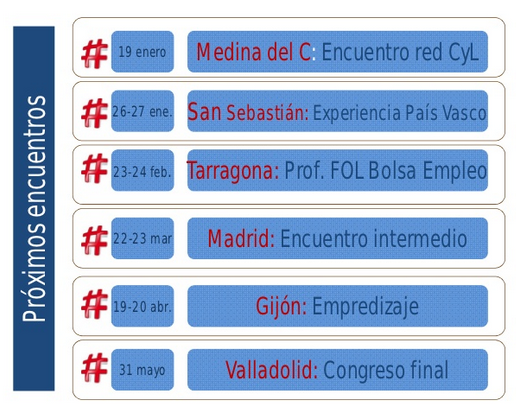 Próximos encuentros
# 19 enero Medina del C: Encuentro red CyL
# 26-27 ene. San Sebastián: Experiencia País Vasco
# 23-24 feb. Tarragona: Prof. FOL Bolsa Empleo
# 22-23 mar Madrid: Encuentro intermedio
# 19-20 abr. Gijón: Empredizaje
# 31 mayo Valladolid: Congreso final